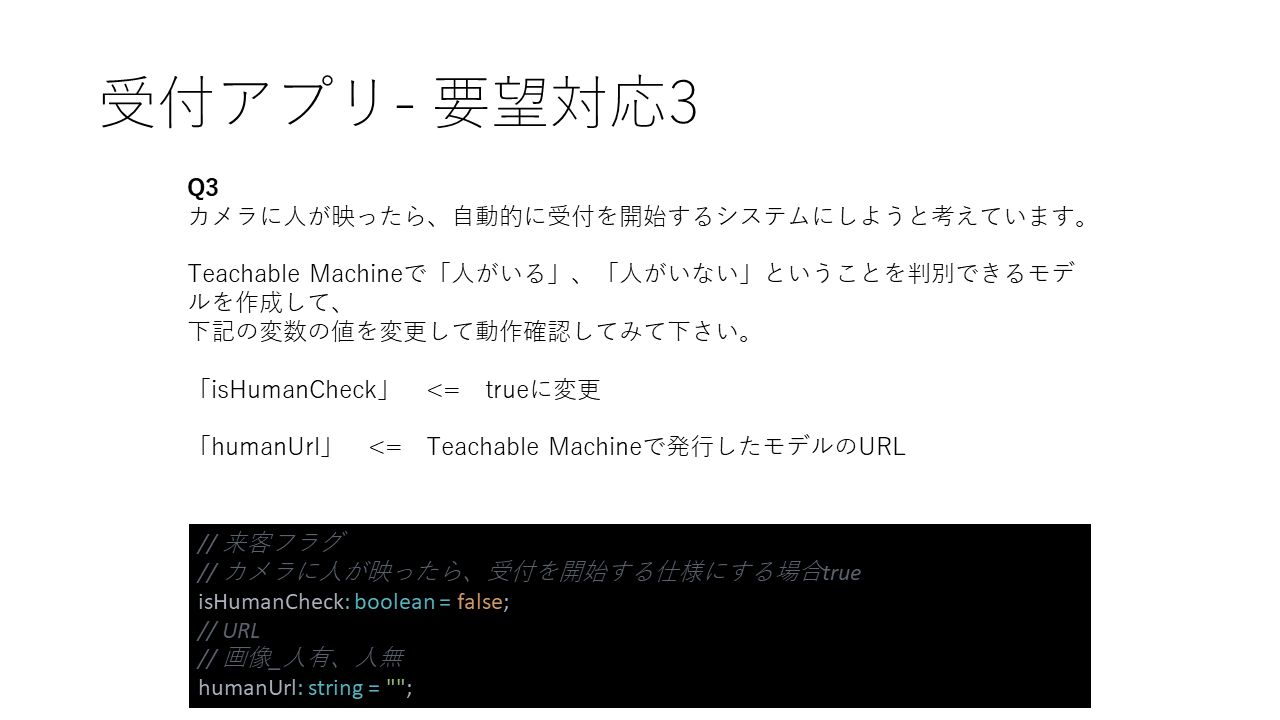 受付アプリ- 要望対応3
Q3
カメラに人が映ったら、自動的に受付を開始するシステムにしようと考えています。
Teachable Machineで「人がいる」、「人がいない」ということを判別できるモデ
ルを作成して、
下記の変数の値を変更して動作確認してみて下さい。
「isHumanCheck」　<=　trueに変更
「humanUrl」　<=　Teachable Machineで発行したモデルのURL
// 来客フラグ
// カメラに人が映ったら、受付を開始する仕様にする場合true
isHumanCheck: boolean = false;
// URL
// 画像_人有、人無
humanUrl: string = "";